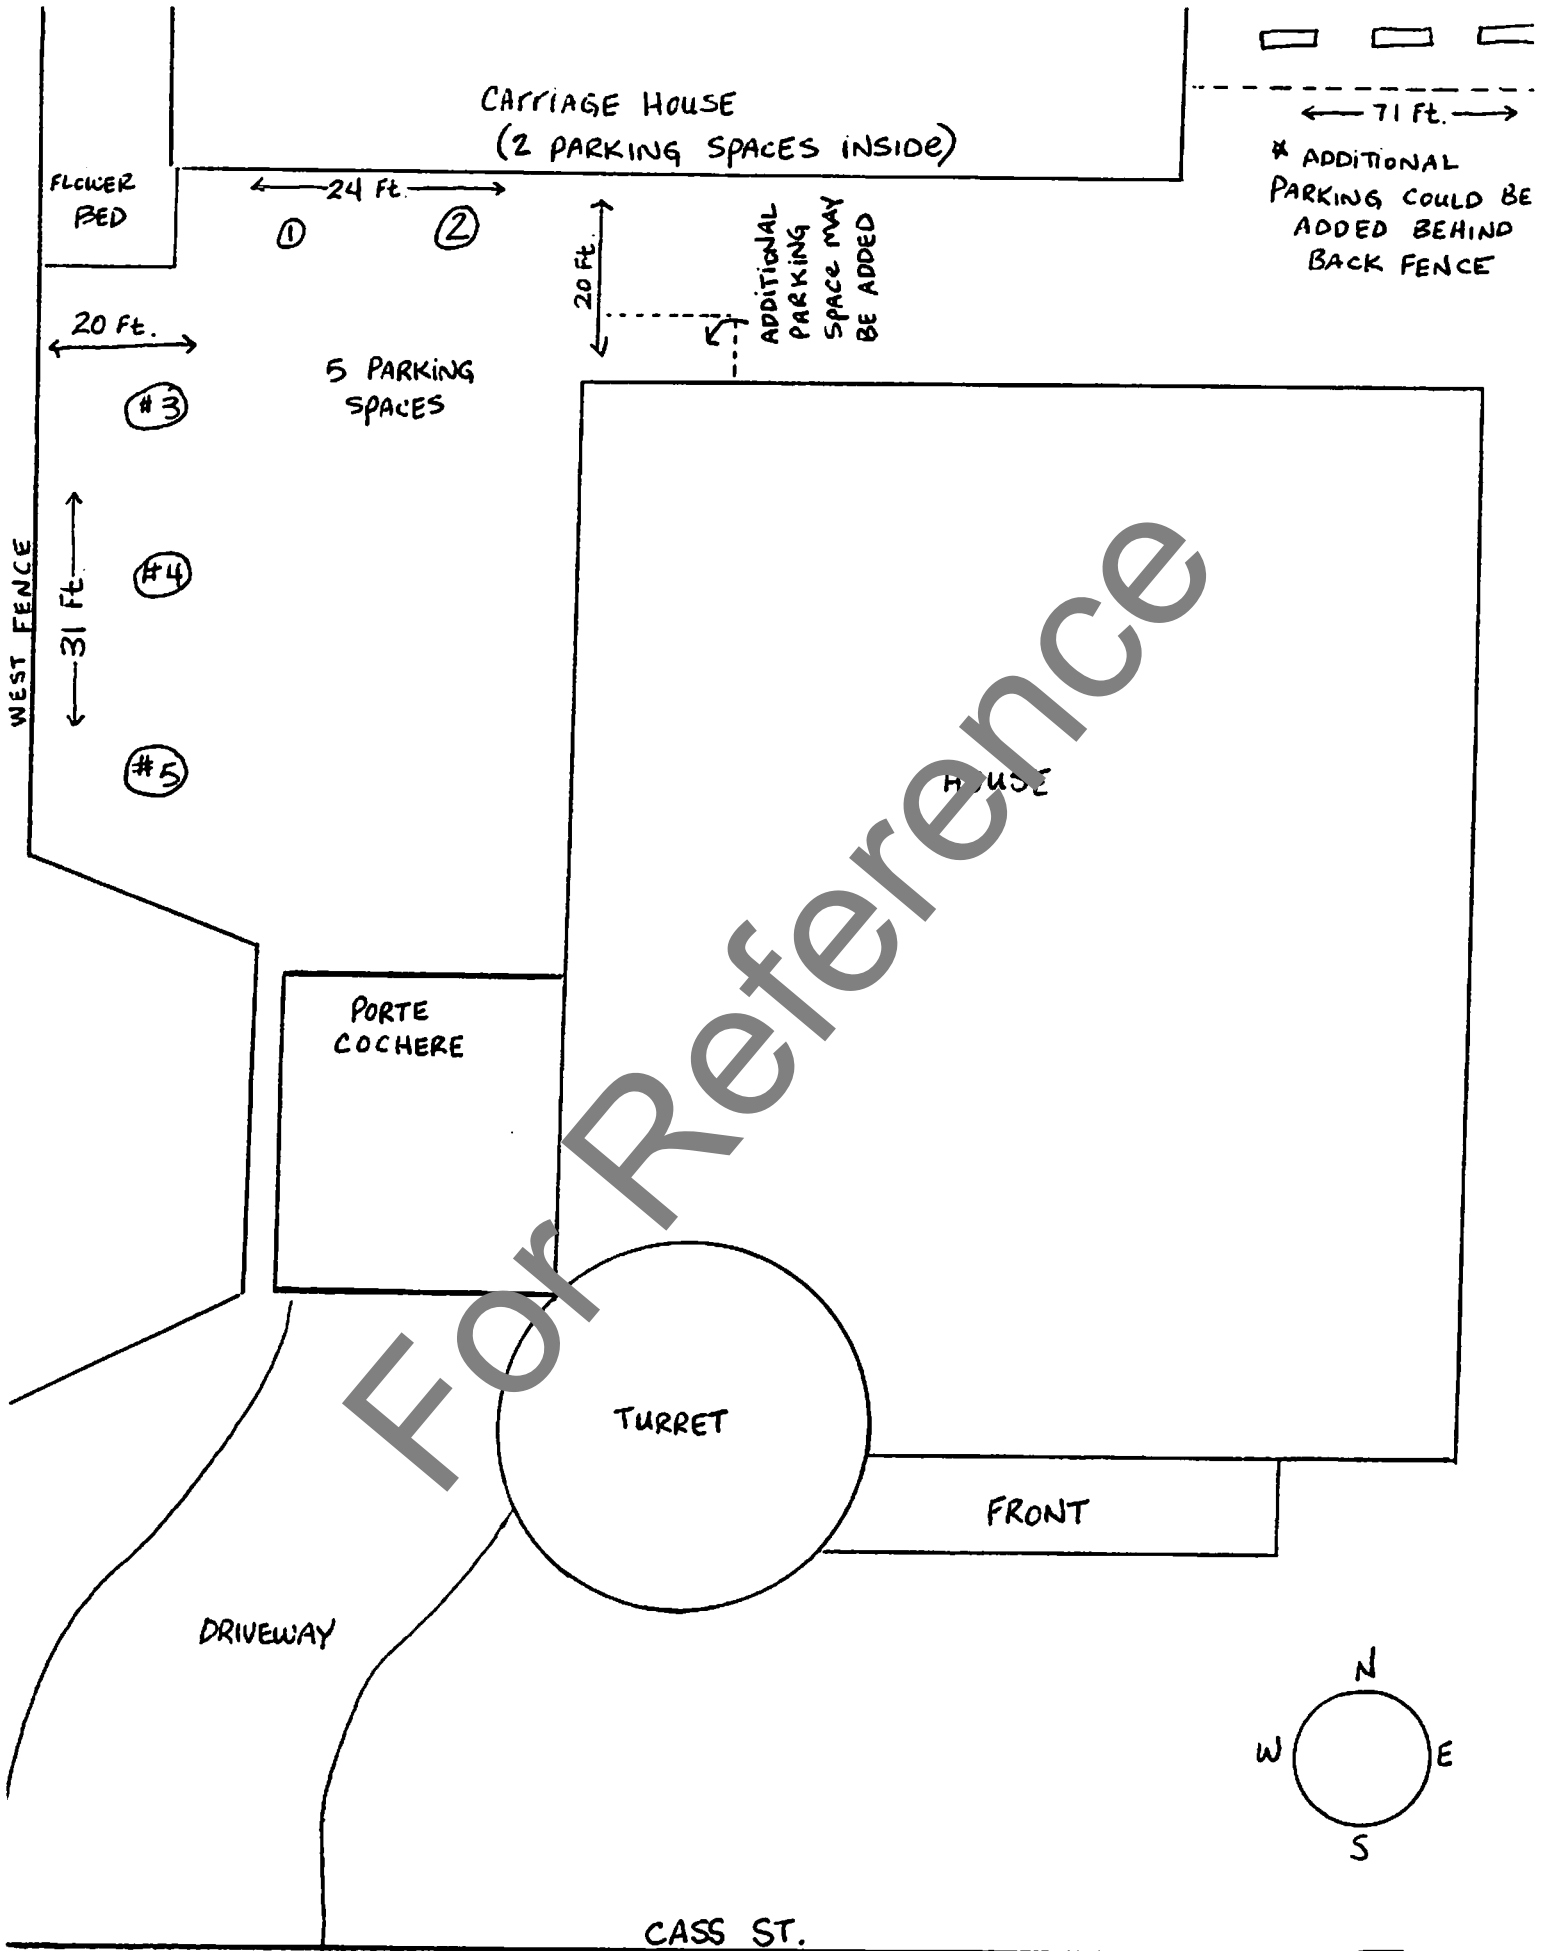 CARRIAGE HOUSE
(2 PARKING SPACES INSIDE)
71 Ft.
* ADDITIONAL
PARKING COULD BE
ADDED BEHIND
BACK FENCE
FLOWER
BED
24 Ft.
1
2
20 Ft.
ADDITIONAL
PARKING
SPACE MAY
BE ADDED
20 Ft.
5 PARKING
SPACES
#3
WEST FENCE
31 Ft
#4
#5
HOUSE
PORTE
COCHERE
TURRET
FRONT
DRIVEWAY
N
W
E
S
CASS ST.
For Reference